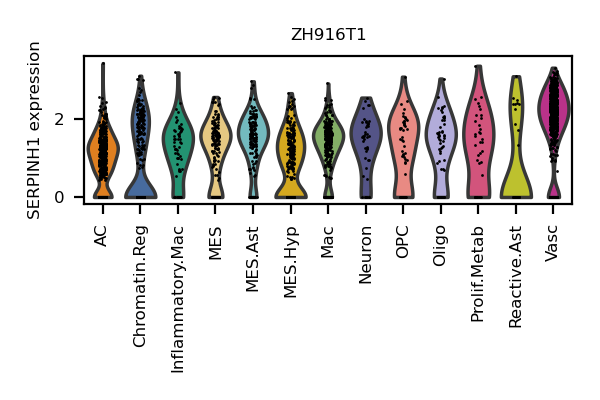 ZH916T1
SERPINH1 expression
2
0
AC
Chromatin.Reg
Inflammatory.Mac
MES
MES.Ast
MES.Hyp
Mac
Neuron
OPC
Oligo
Prolif.Metab
Reactive.Ast
Vasc